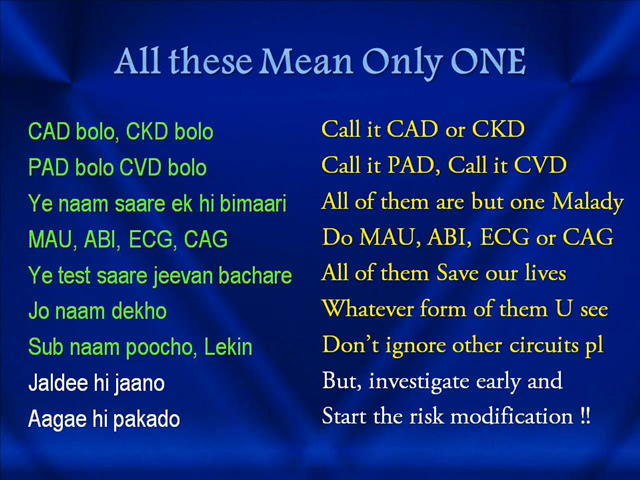 All these Mean Only ONE
CAD bolo, CKD bolo
PAD bolo CVD bolo
Ye naam saare ek hi bimaari
MAU, ABI, ECG, CAG
Ye test saare jeevan bachare
Jo naam dekho
Sub naam poocho, Lekin
Jaldee hi jaano
Aagae hi pakado
Call it CAD or CKD
Call it PAD, Call it CVD
All of them are but one Malady
Do MAU, ABI, ECG or CAG
All of them Save our lives
Whatever form of them U see
Don’t ignore other circuits pl
But, investigate early and
Start the risk modification !!